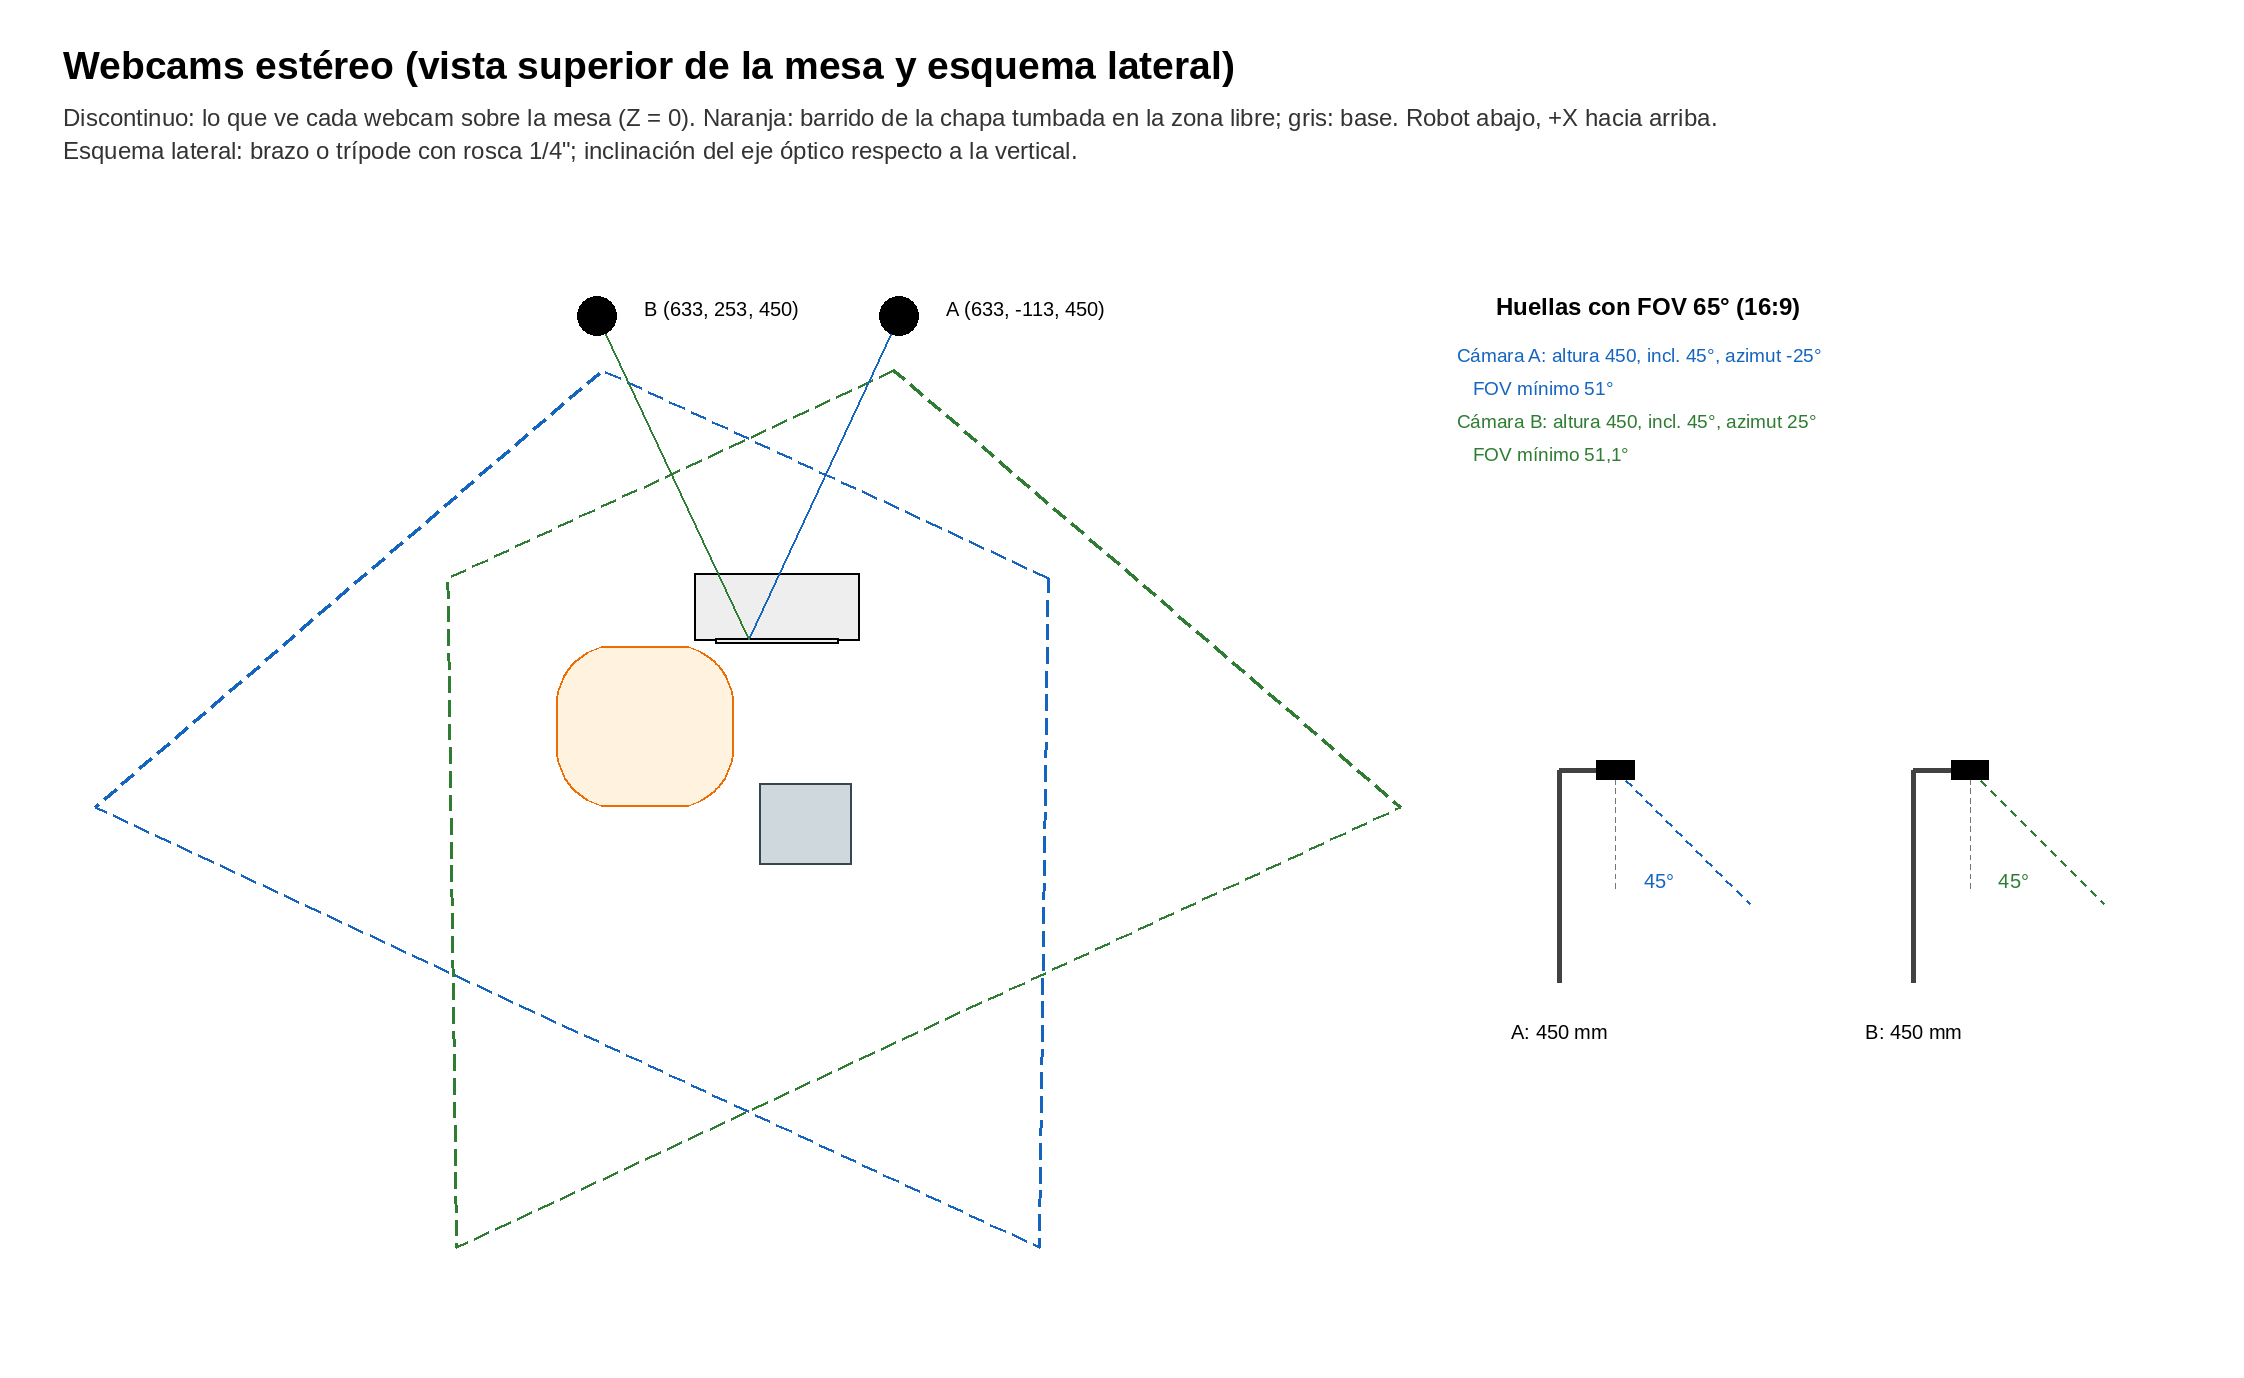 Webcams estéreo (vista superior de la mesa y esquema lateral)
Discontinuo: lo que ve cada webcam sobre la mesa (Z = 0). Naranja: barrido de la chapa tumbada en la zona libre; gris: base. Robot abajo, +X hacia arriba.
Esquema lateral: brazo o trípode con rosca 1/4"; inclinación del eje óptico respecto a la vertical.
B (633, 253, 450)
A (633, -113, 450)
Huellas con FOV 65° (16:9)
Cámara A: altura 450, incl. 45°, azimut -25°
FOV mínimo 51°
Cámara B: altura 450, incl. 45°, azimut 25°
FOV mínimo 51,1°
45°
45°
A: 450 mm
B: 450 mm